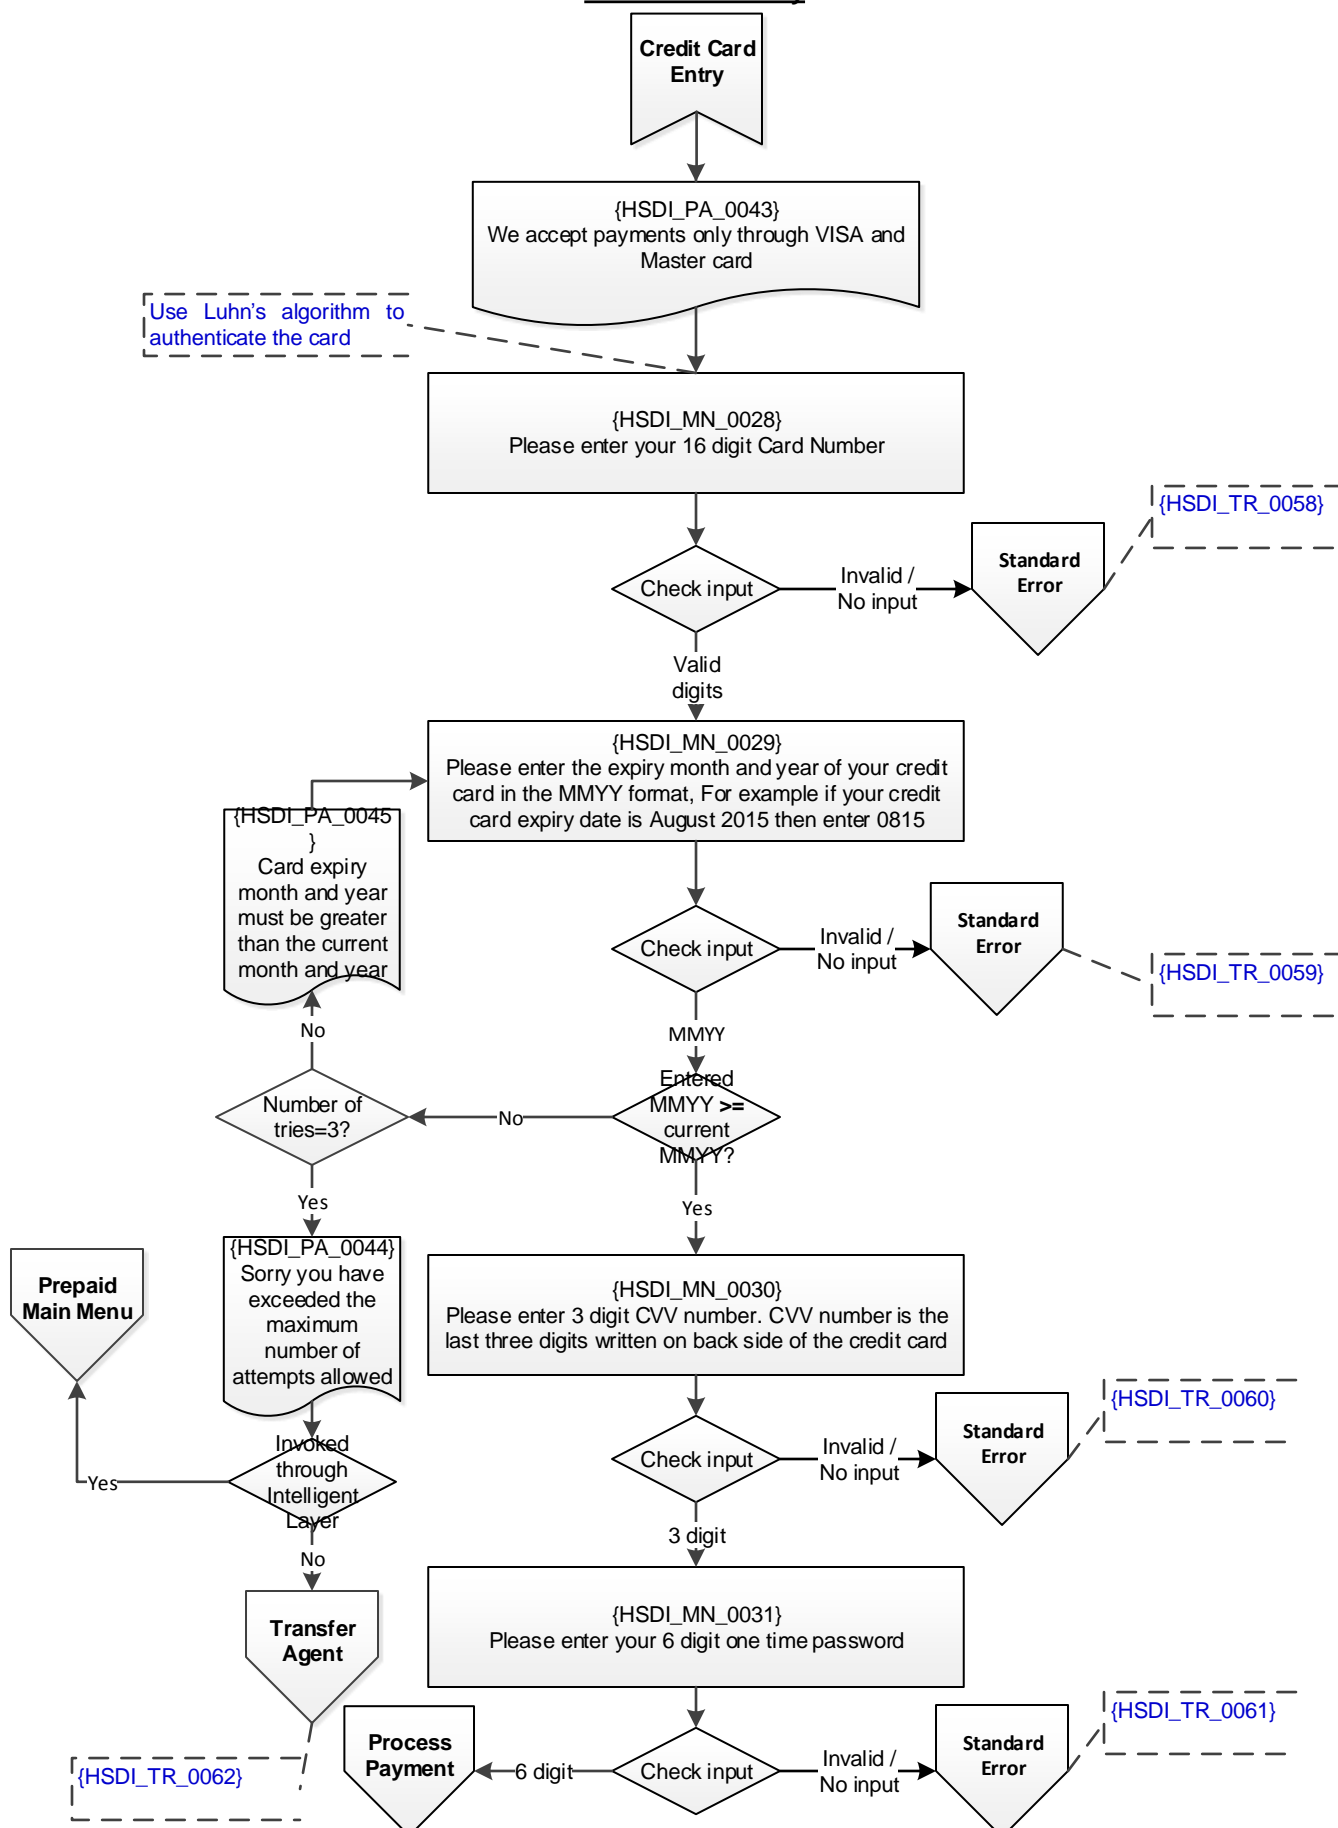 Credit Card
Entry
{HSDI_PA_0043}
We accept payments only through VISA and
Master card
Use Luhn's algorithm to
authenticate the card
{HSDI_MN_0028}
Please enter your 16 digit Card Number
{HSDI_TR_0058}
Standard
Error
Check input
Invalid /
No input
Valid
digits
{HSDI_MN_0029}
Please enter the expiry month and year of your credit
card in the MMYY format, For example if your credit
card expiry date is August 2015 then enter 0815
{HSDI_PA_0045
}
Card expiry
month and year
must be greater
than the current
month and year
Check input
Invalid /
No input
Standard
Error
{HSDI_TR_0059}
No
MMYY
Number of
tries=3?
No
Entered
MMYY >=
current
MMYY?
Yes
Yes
{HSDI_PA_0044}
Sorry you have
exceeded the
maximum
number of
attempts allowed
Prepaid
Main Menu
{HSDI_MN_0030}
Please enter 3 digit CVV number. CVV number is the
last three digits written on back side of the credit card
{HSDI_TR_0060}
Invoked
through
Intelligent
Layer
Yes
Check input
Invalid /
No input
Standard
Error
3 digit
No
Transfer
Agent
{HSDI_MN_0031}
Please enter your 6 digit one time password
{HSDI_TR_0061}
{HSDI_TR_0062}
Process
Payment
6 digit
Check input
Invalid /
No input
Standard
Error